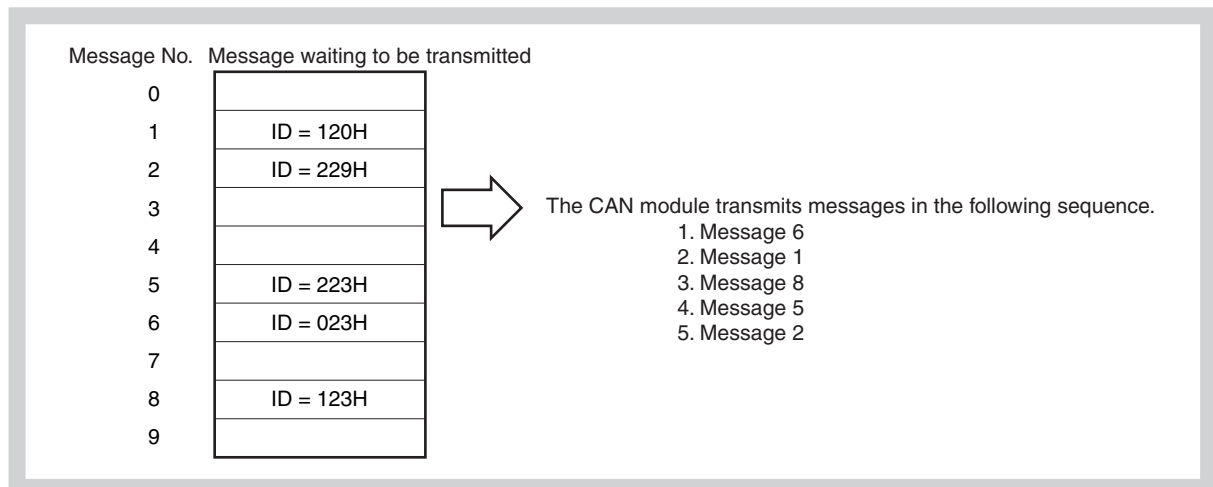 Message No. Message waiting to be transmitted
0
1 ID = 120H
2 ID = 229H
3
4
5 ID = 223H
6 ID = 023H
7
8 ID = 123H
9
The CAN module transmits messages in the following sequence.
1. Message 6
2. Message 1
3. Message 8
4. Message 5
5. Message 2